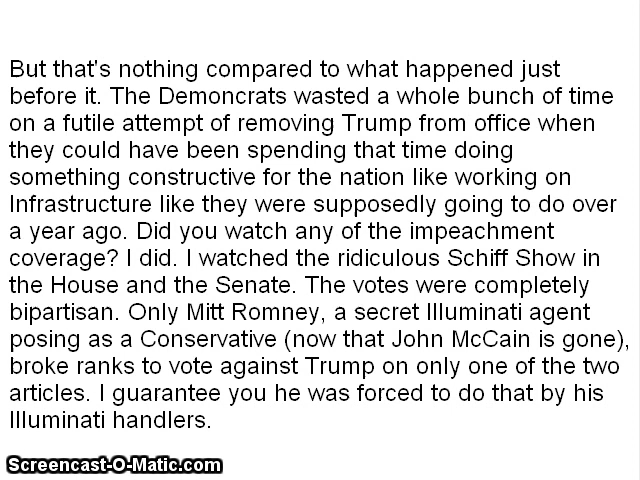 But that's nothing compared to what happened just
before it. The Demoncrats wasted a whole bunch of time
on a futile attempt of removing Trump from office when
they could have been spending that time doing
something constructive for the nation like working on
Infrastructure like they were supposedly going to do over
a year ago. Did you watch any of the impeachment
coverage? I did. I watched the ridiculous Schiff Show in
the House and the Senate. The votes were completely
bipartisan. Only Mitt Romney, a secret Illuminati agent
posing as a Conservative (now that John McCain is gone),
broke ranks to vote against Trump on only one of the two
articles. I guarantee you he was forced to do that by his
Illuminati handlers.
Screencast-O-Matic.com